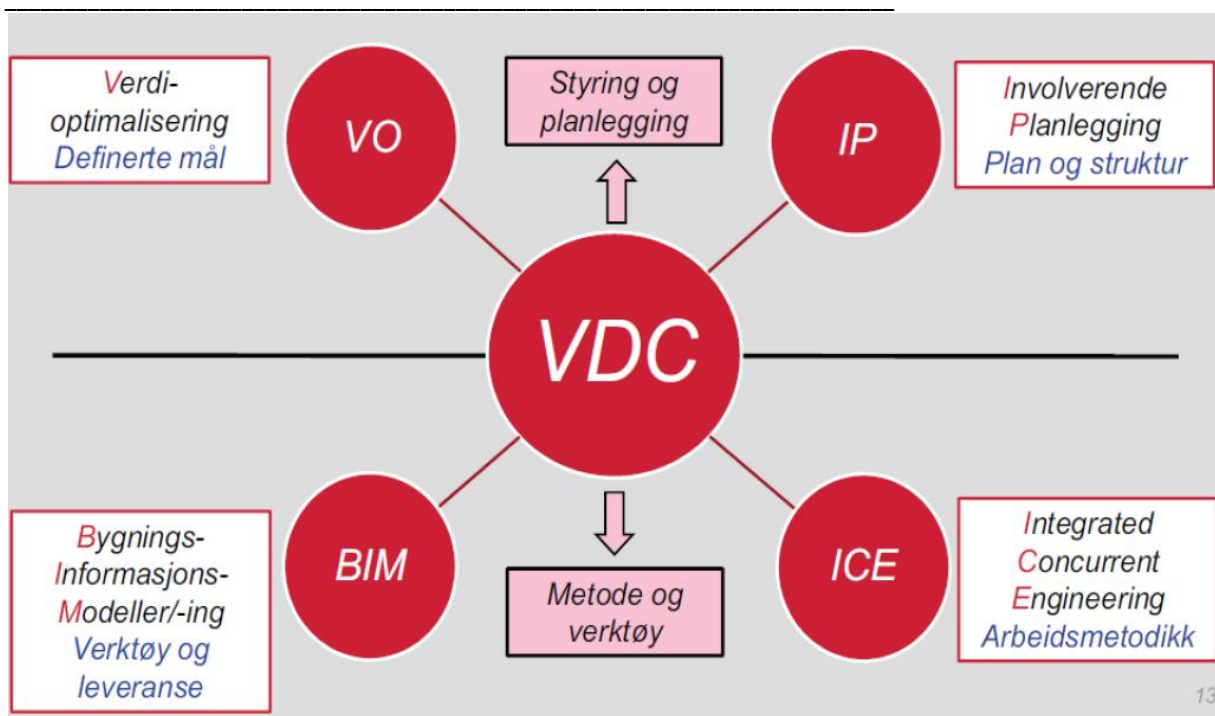 Verdi-
optimalisering
Definerte mål
VO
Styring og
planlegging
IP
Involverende
Planlegging
Plan og struktur
VDC
Bygnings-
Informasjons-
Modeller/-ing
Verktøy og
leveranse
BIM
Metode og
verktøy
ICE
Integrated
Concurrent
Engineering
Arbeidsmetodikk
13